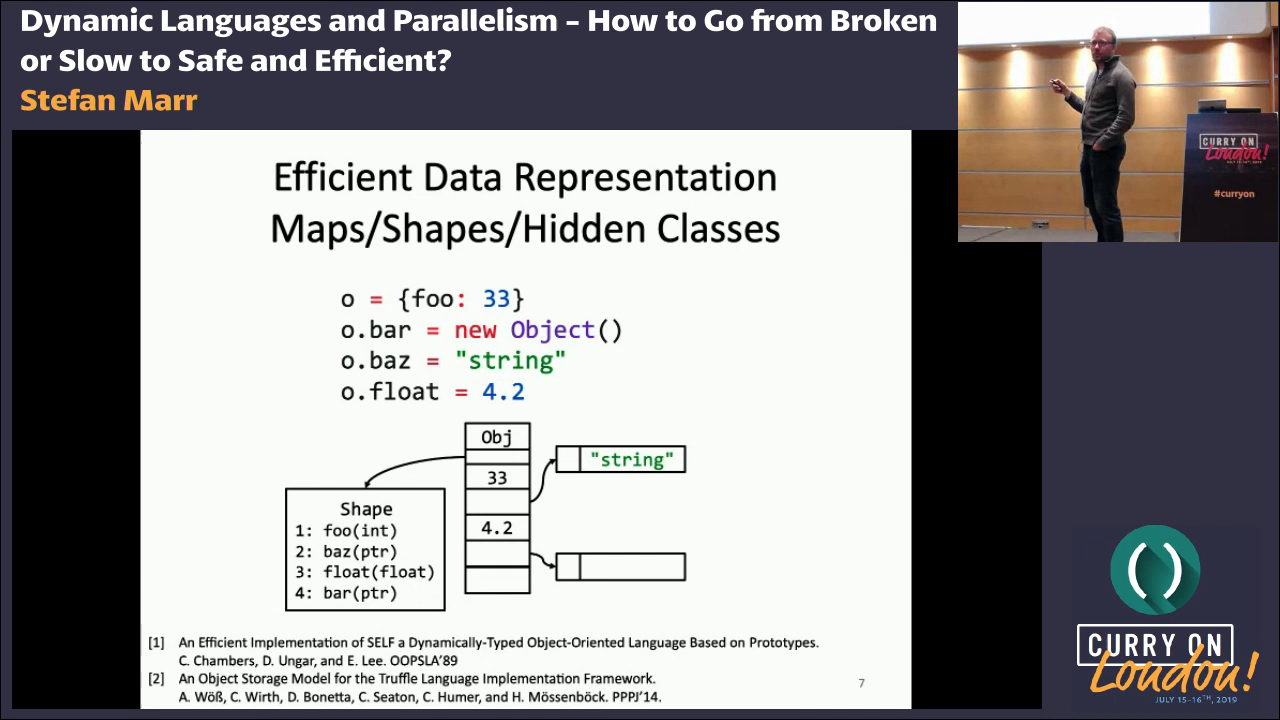 Dynamic Languages and Parallelism – How to Go from Broken
or Slow to Safe and Efficient?
Stefan Marr
CURRY ON
London!
#curryon
Efficient Data Representation
Maps/Shapes/Hidden Classes
o = {foo: 33}
o.bar = new Object()
o.baz = "string"
o.float = 4.2
Obj
33
4.2
"string"
Shape
1: foo(int)
2: baz(ptr)
3: float(float)
4: bar(ptr)
[1] An Efficient Implementation of SELF a Dynamically-Typed Object-Oriented Language Based on Prototypes.
C. Chambers, D. Ungar, and E. Lee. OOPSLA'89
[2] An Object Storage Model for the Truffle Language Implementation Framework.
A. Wöß, C. Wirth, D. Bonetta, C. Seaton, C. Humer, and H. Mössenböck. PPPJ'14.
7
()
CURRY ON
London!
JULY 15-16TH, 2019